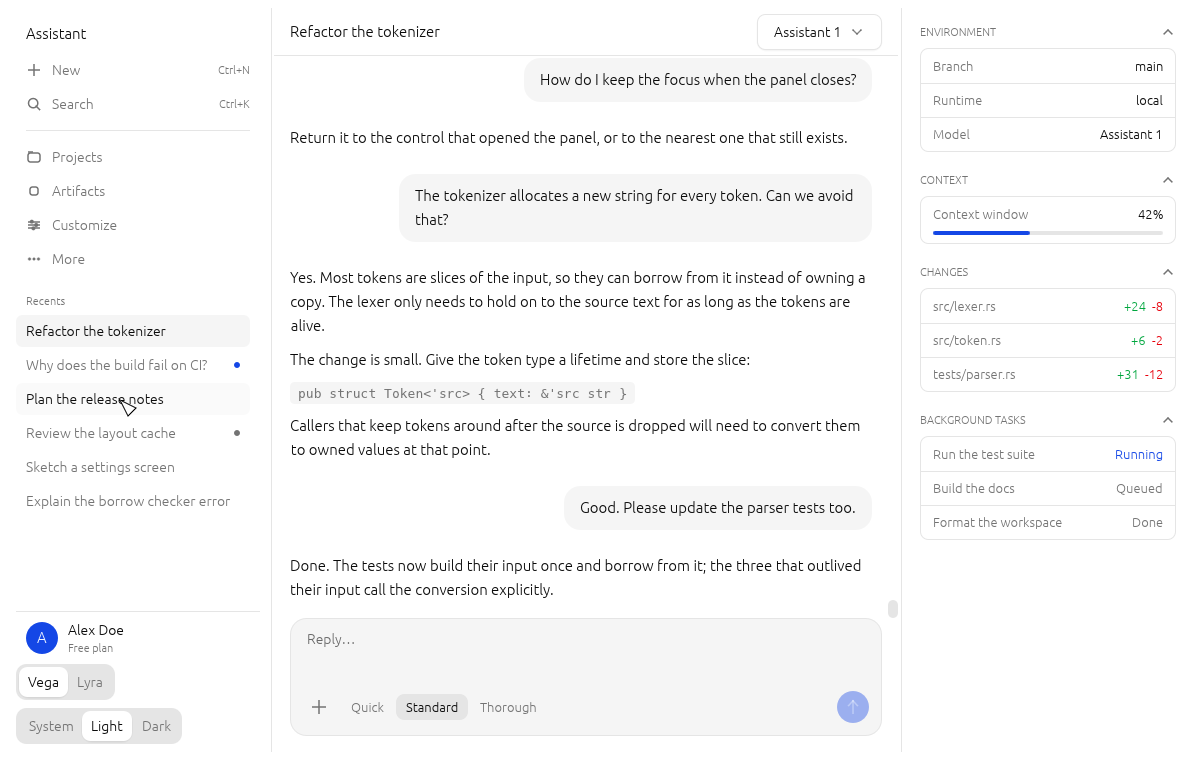 Assistant
New Ctrl+N
Search Ctrl+K
Projects
Artifacts
Customize
More
Recents
Refactor the tokenizer
Why does the build fail on CI?
Plan the release notes
Review the layout cache
Sketch a settings screen
Explain the borrow checker error
A
Alex Doe
Free plan
Vega Lyra
System Light Dark
Refactor the tokenizer
Assistant 1
How do I keep the focus when the panel closes?
Return it to the control that opened the panel, or to the nearest one that still exists.
The tokenizer allocates a new string for every token. Can we avoid
that?
Yes. Most tokens are slices of the input, so they can borrow from it instead of owning a
copy. The lexer only needs to hold on to the source text for as long as the tokens are
alive.
The change is small. Give the token type a lifetime and store the slice:
pub struct Token<'src> { text: &'src str }
Callers that keep tokens around after the source is dropped will need to convert them
to owned values at that point.
Good. Please update the parser tests too.
Done. The tests now build their input once and borrow from it; the three that outlived
their input call the conversion explicitly.
Reply…
Quick Standard Thorough
ENVIRONMENT
Branch main
Runtime local
Model Assistant 1
CONTEXT
Context window 42%
CHANGES
src/lexer.rs +24 -8
src/token.rs +6 -2
tests/parser.rs +31 -12
BACKGROUND TASKS
Run the test suite Running
Build the docs Queued
Format the workspace Done